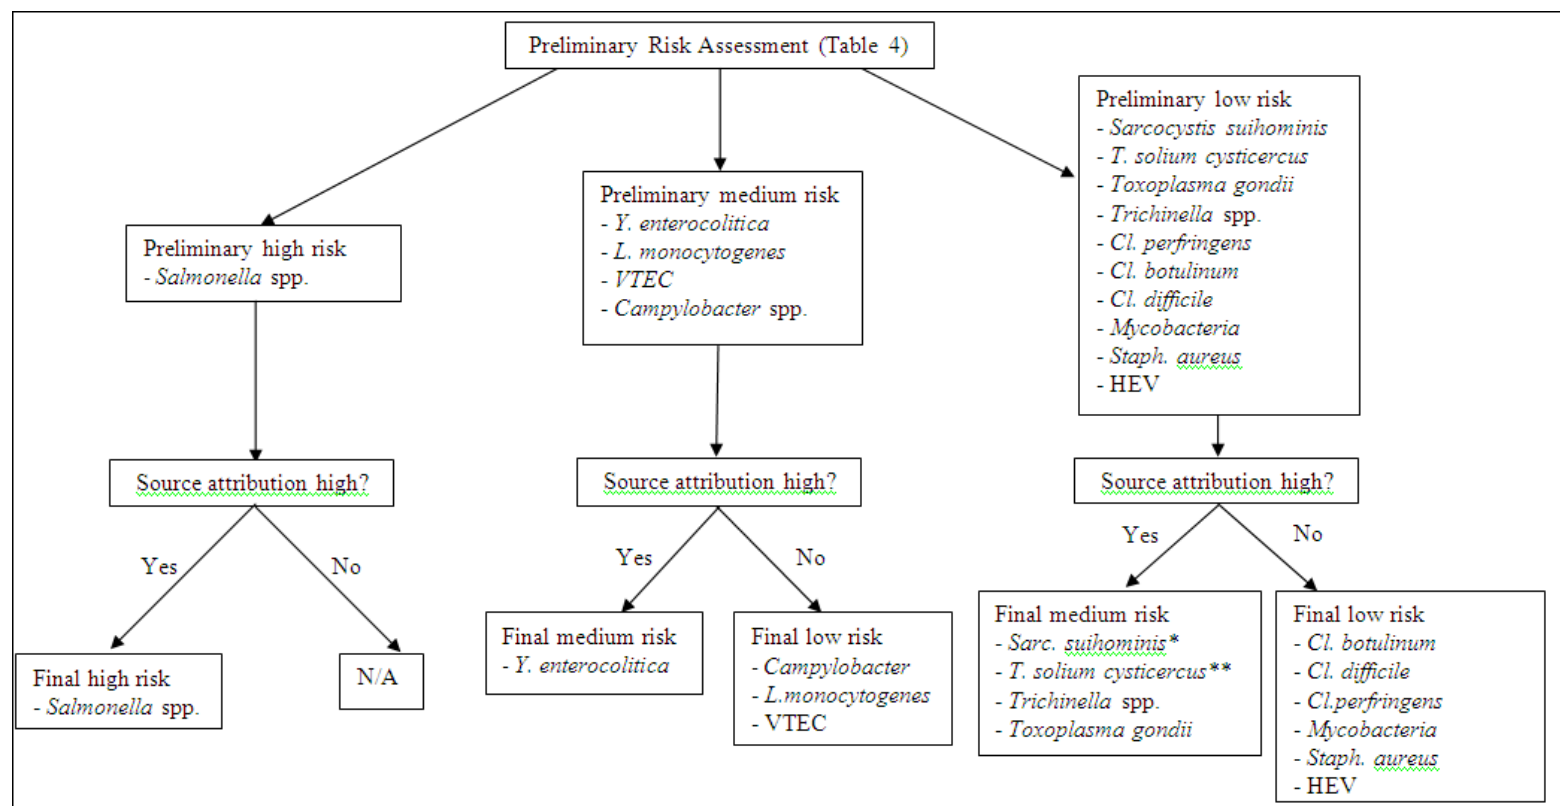 Preliminary Risk Assessment (Table 4)
Preliminary high risk
- Salmonella spp.
Preliminary medium risk
- Y. enterocolitica
- L. monocytogenes
- VTEC
- Campylobacter spp.
Preliminary low risk
- Sarcocystis suihominis
- T. solium cysticercus
- Toxoplasma gondii
- Trichinella spp.
- Cl. perfringens
- Cl. botulinum
- Cl. difficile
- Mycobacteria
- Staph. aureus
- HEV
Source attribution high?
Source attribution high?
Source attribution high?
Yes
No
Yes
No
Yes
No
Final high risk
- Salmonella spp.
N/A
Final medium risk
- Y. enterocolitica
Final low risk
- Campylobacter
- L.monocytogenes
- VTEC
Final medium risk
- Sarc. suihominis*
- T. solium cysticercus**
- Trichinella spp.
- Toxoplasma gondii
Final low risk
- Cl. botulinum
- Cl. difficile
- Cl.perfringens
- Mycobacteria
- Staph. aureus
- HEV